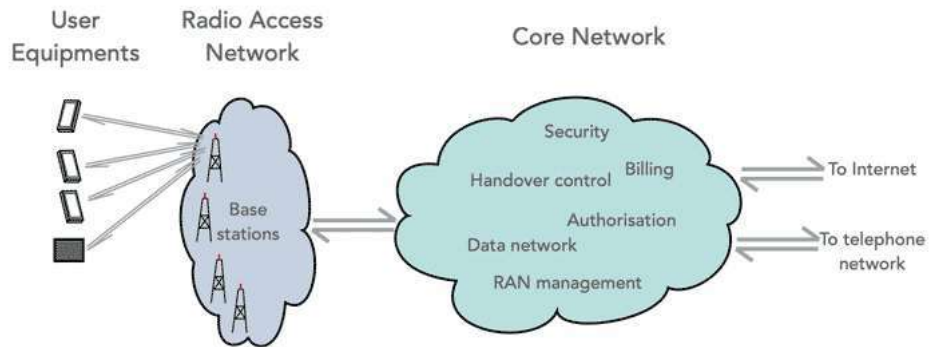 User
Equipments
Radio Access
Network
Core Network
Security
Billing
Handover control
Authorisation
Data network
RAN management
Base
stations
To Internet
To telephone
network